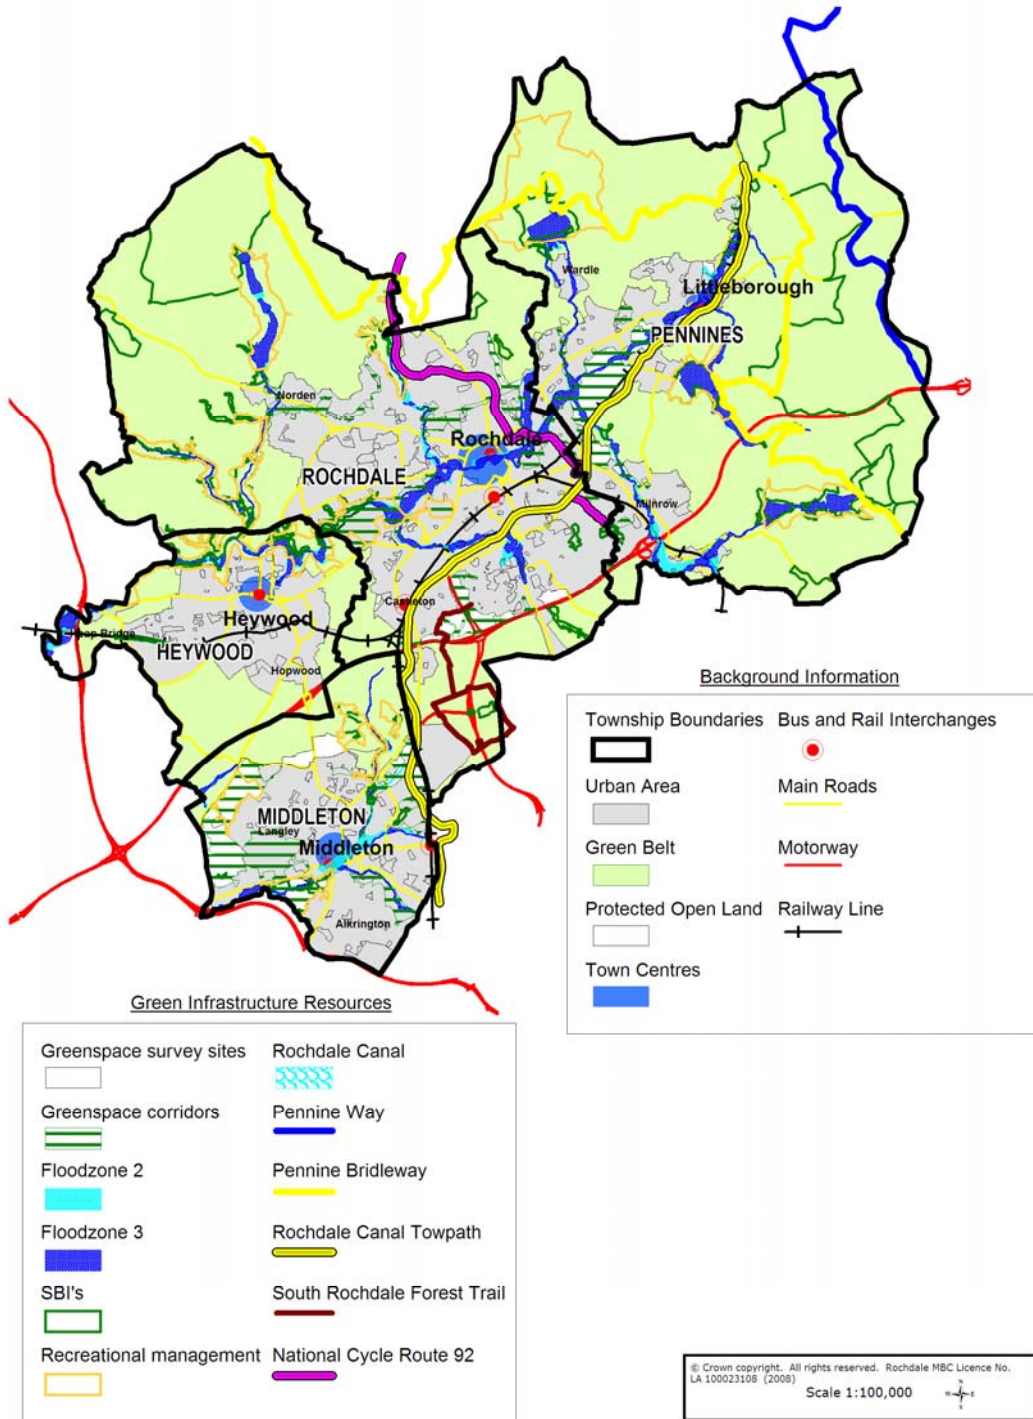 Wardle
Littleborough
PENNINES
Norden
Rochdale
ROCHDALE
Milnrow
Castleton
Heywood
Gap Bridge
HEYWOOD
Hopwood
MIDDLETON
Langley
Middleton
Alkrington
Background Information
Township Boundaries
Bus and Rail Interchanges
Urban Area
Main Roads
Green Belt
Motorway
Protected Open Land
Railway Line
Town Centres
Green Infrastructure Resources
Greenspace survey sites
Rochdale Canal
Greenspace corridors
Pennine Way
Floodzone 2
Pennine Bridleway
Floodzone 3
Rochdale Canal Towpath
SBI's
South Rochdale Forest Trail
Recreational management
National Cycle Route 92
© Crown copyright. All rights reserved. Rochdale MBC Licence No.
LA 100023108 (2008)
Scale 1:100,000
N
W E
S